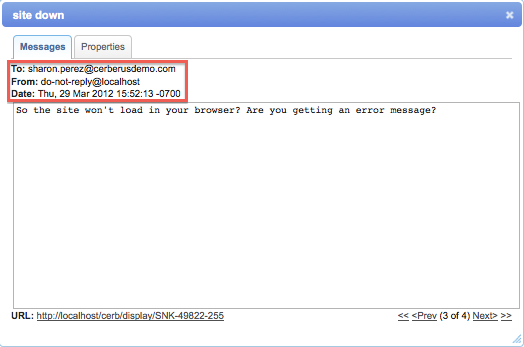 site down
Messages Properties
To: sharon.perez@cerberusdemo.com
From: do-not-reply@localhost
Date: Thu, 29 Mar 2012 15:52:13 -0700
So the site won't load in your browser? Are you getting an error message?
URL: http://localhost/cerb/display/SNK-49822-255 << <Prev (3 of 4) Next> >>